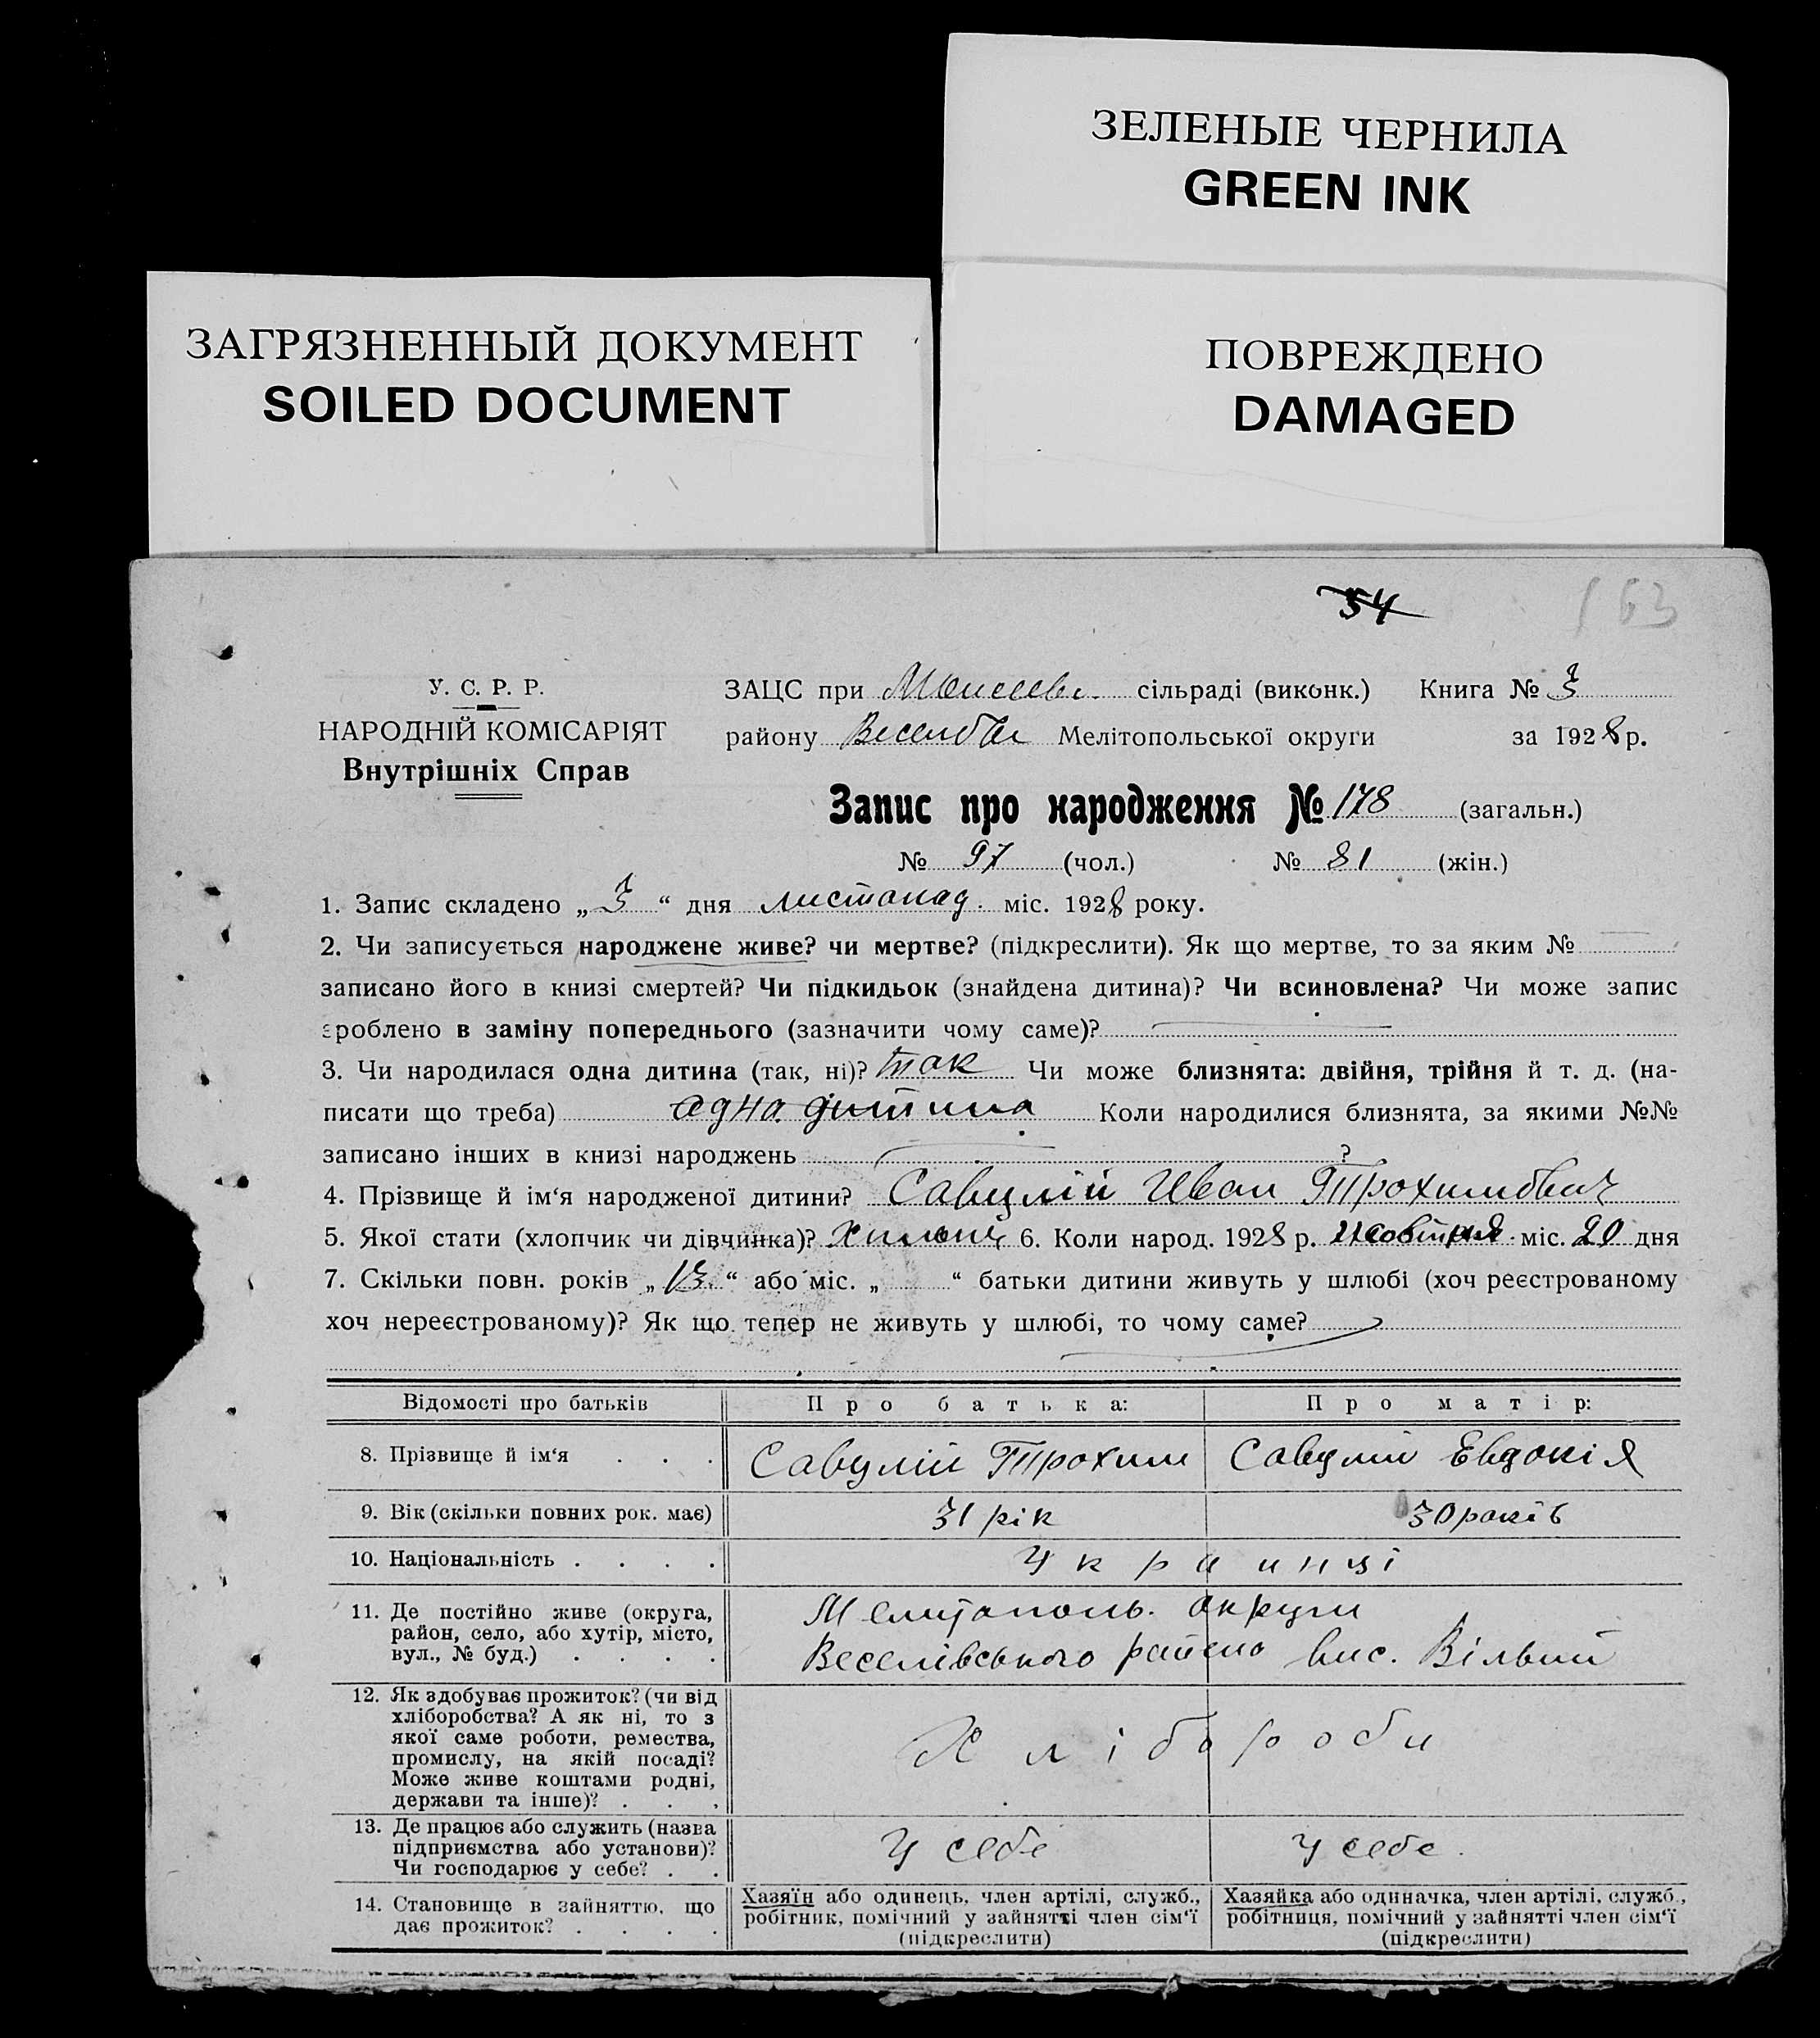 ЗЕЛЕНЫЕ ЧЕРНИЛА
GREEN INK
ЗАГРЯЗНЕННЫЙ ДОКУМЕНТ
SOILED DOCUMENT
ПОВРЕЖДЕНО
DAMAGED
54
163
У. С. Р. Р.
НАРОДНІЙ КОМІСАРІЯТ
Внутрішніх Справ
ЗАЦС при сільраді (виконк.) Книга № 3
району Мелітопольської округи за 1928 р.
Запис про народження № 178 (загальн.)
№ 97 (чол.) № 81 (жін.)
1. Запис складено „ 3 “ дня листопад. міс. 1928 року.
2. Чи записується народжене живе? чи мертве? (підкреслити). Як що мертве, то за яким №
записано його в книзі смертей? Чи підкидьок (знайдена дитина)? Чи всиновлена? Чи може запис
зроблено в заміну попереднього (зазначити чому саме)?
3. Чи народилася одна дитина (так, ні)? так Чи може близнята: двійня, трійня й т. д. (на-
писати що треба) одна дитина Коли народилися близнята, за якими №№
записано інших в книзі народжень ?
4. Прізвище й ім‘я народженої дитини? Савулій Иван Трохимович
5. Якої стати (хлопчик чи дівчинка)? 6. Коли народ. 1928 р. жовтня міс. 20 дня
7. Скільки повн. років „ 13 “ або міс. „ “ батьки дитини живуть у шлюбі (хоч реєстрованому
хоч нереєстрованому)? Як що тепер не живуть у шлюбі, то чому саме?
Відомості про батьків Про батька: Про матір:
8. Прізвище й ім‘я . . . Савулій Трохим Савулій Евдокія
9. Вік (скільки повних рок. має) 31 рік 30 років
10. Національність . . . . Украинці
11. Де постійно живе (округа,
район, село, або хутір, місто,
вул., № буд.) . . . .
Мелитополь. округи
Веселівського району вис. Вільний
12. Як здобуває прожиток? (чи від
хліборобства? А як ні, то з
якої саме роботи, ремества,
промислу, на якій посаді?
Може живе коштами родні,
держави та інше)? . . .
Хлібороби
13. Де працює або служить (назва
підприємства або установи)?
Чи господарює у себе? . .
У себе У себе.
14. Становище в зайняттю, що
дає прожиток? . . . .
Хазяїн або одинець, член артілі, служб.,
робітник, помічний у зайнятті член сім‘ї
(підкреслити)
Хазяйка або одиначка, член артілі, служб.,
робітниця, помічний у зайнятті член сім‘ї
(підкреслити)